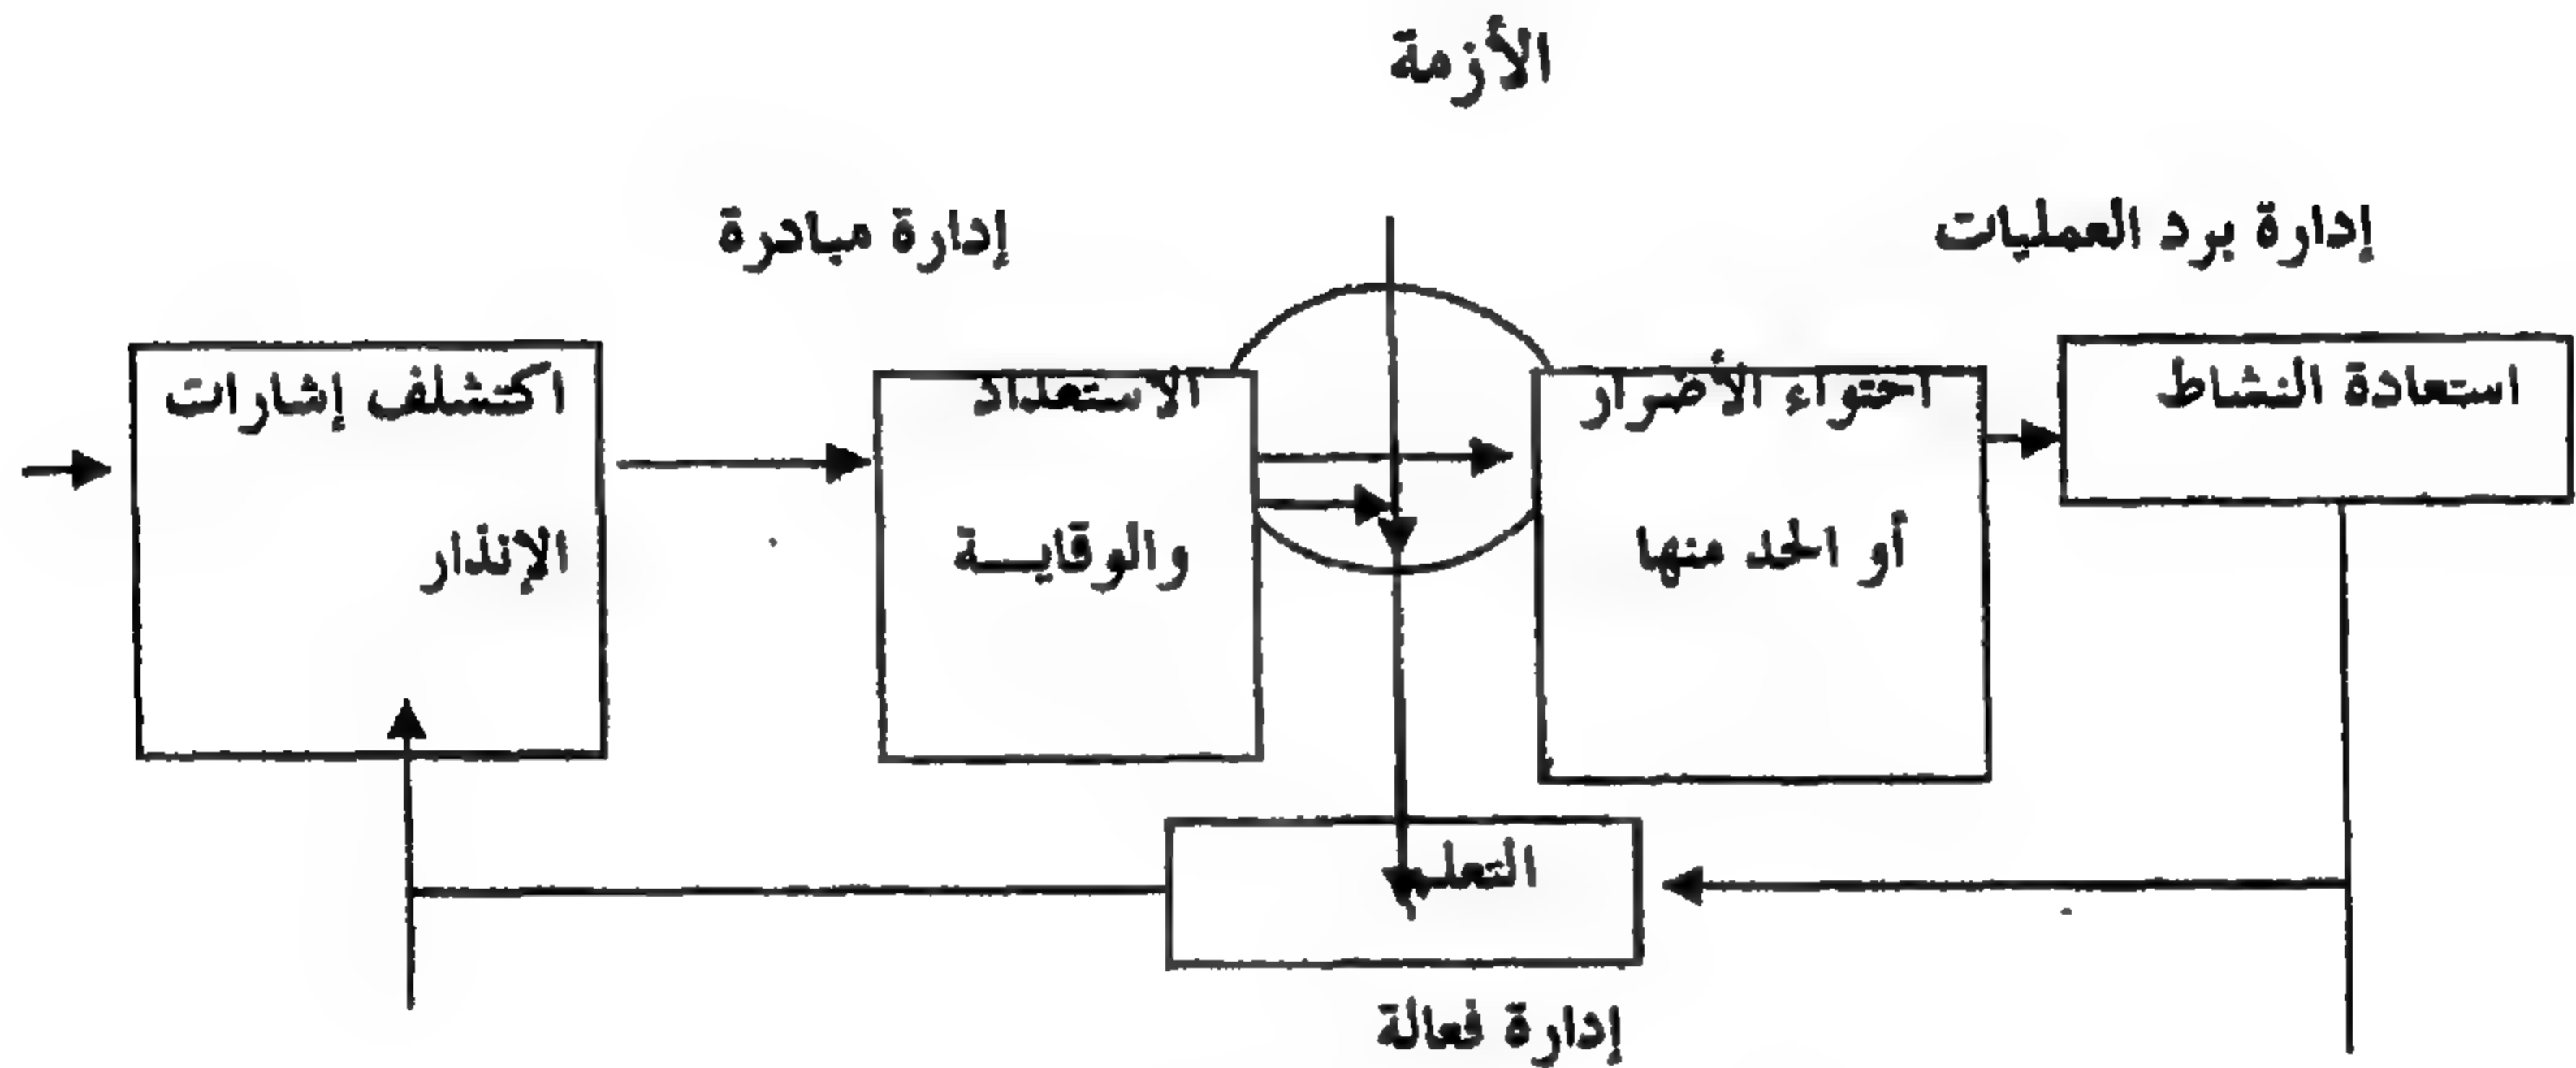 الأزمة
إدارة مبادرة
إدارة برد العمليات
اكتشلف إشارات
الإنذار
الاستعداد
والوقايـــة
احتواء الأضرار
أو الحد منها
استعادة النشاط
التعلم
إدارة فعالة